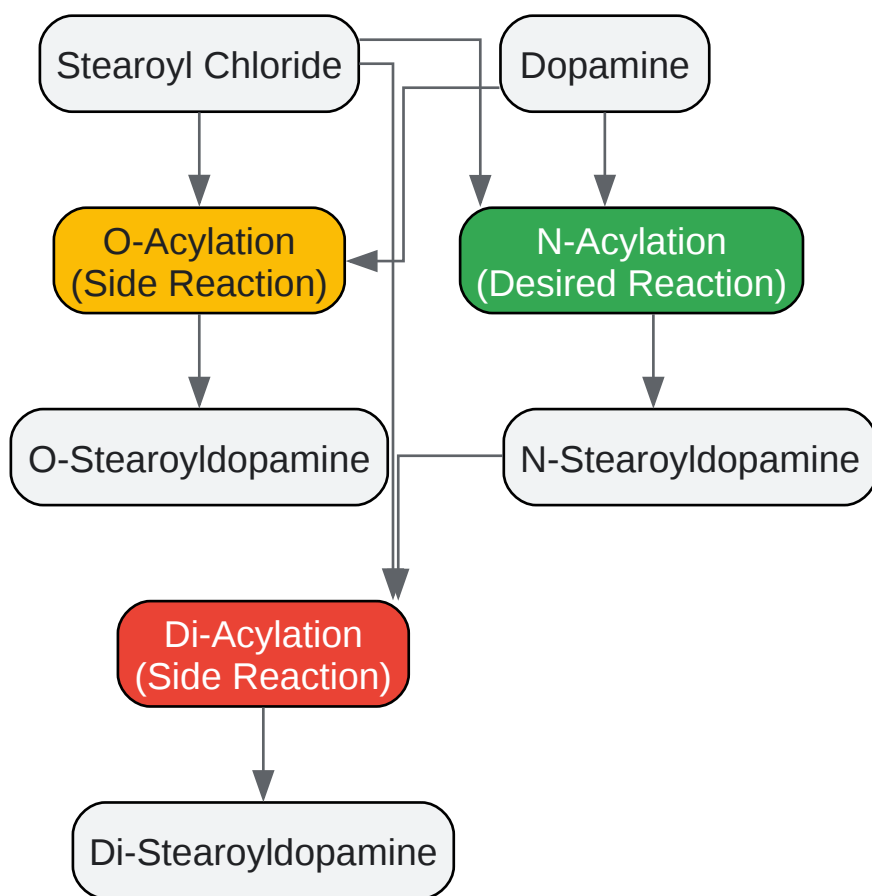 Stearoyl Chloride
Dopamine
O-Acylation
(Side Reaction)
N-Acylation
(Desired Reaction)
O-Stearoyldopamine
N-Stearoyldopamine
Di-Acylation
(Side Reaction)
Di-Stearoyldopamine